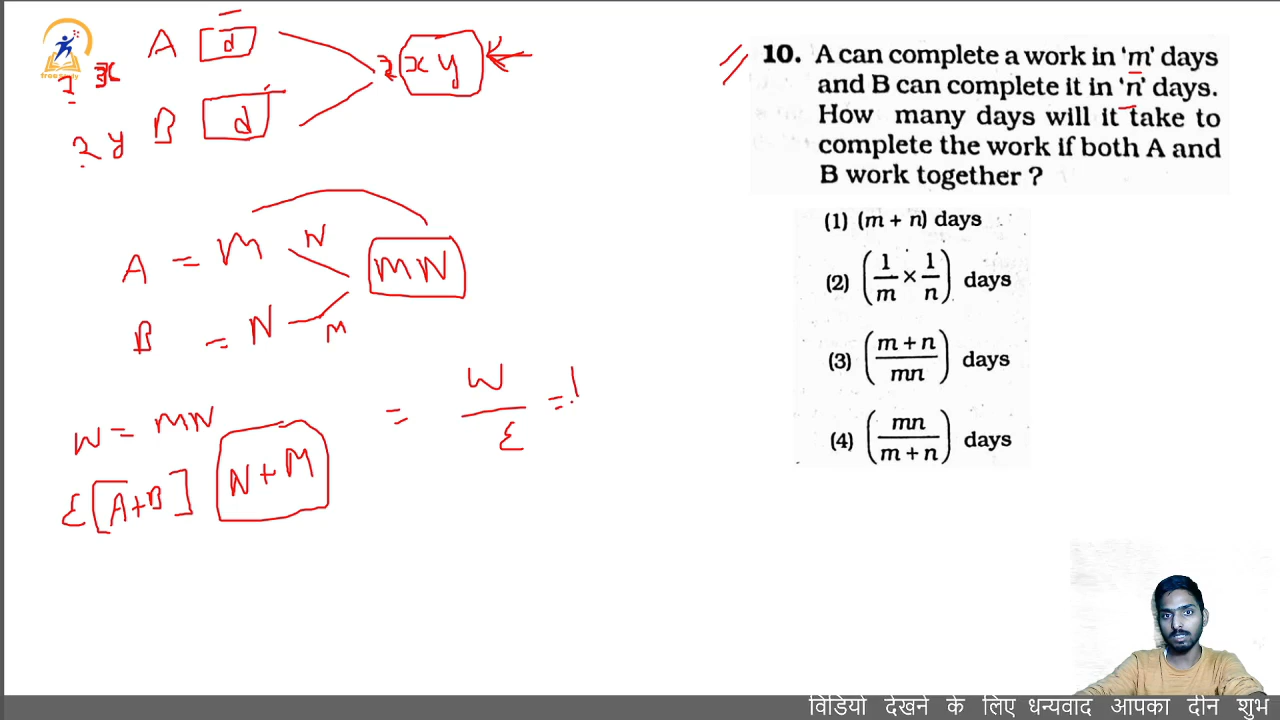 A d
x y
B d
2 y
10. A can complete a work in 'm' days
and B can complete it in 'n' days.
How many days will it take to
complete the work if both A and
B work together ?
(1) (m + n) days
(2) (1/m × 1/n) days
(3) (m + n/mn) days
(4) (mn/m + n) days
A = M N
MN
B = N M
W = MN
= W/E =
E[A+B] N+M
विडियो देखने के लिए धन्यवाद आपका दीन शुभ